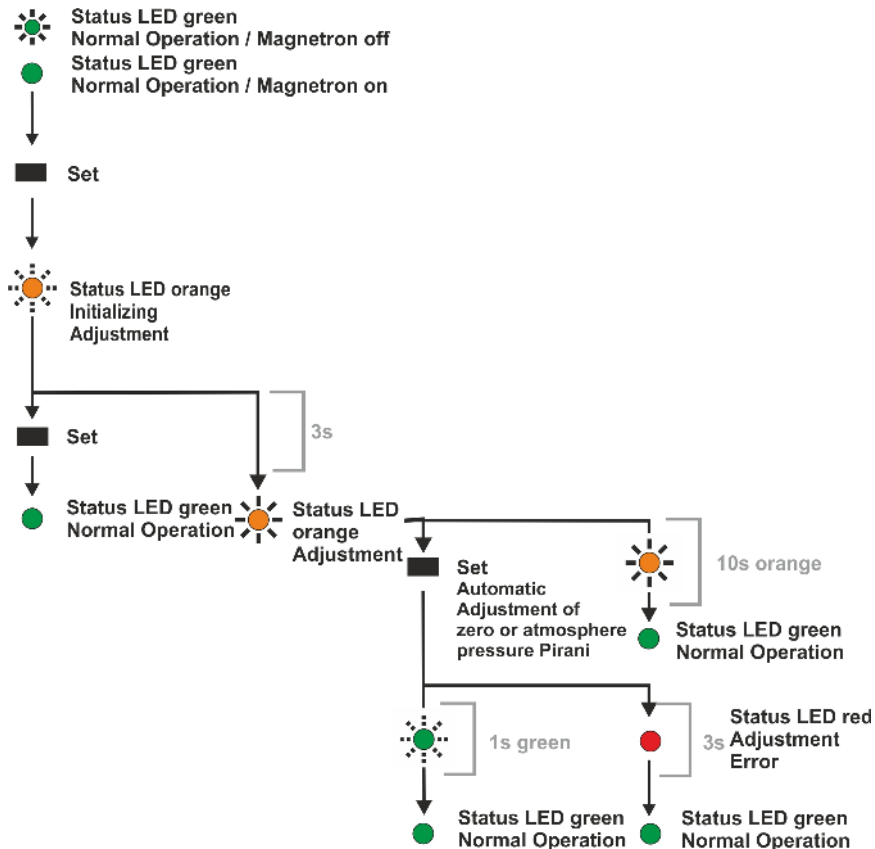 Status LED green
Normal Operation / Magnetron off
Status LED green
Normal Operation / Magnetron on
Set
Status LED orange
Initializing
Adjustment
3s
Set
Status LED green
Normal Operation
Status LED
orange
Adjustment
Set
Automatic
Adjustment of
zero or atmosphere
pressure Pirani
10s orange
Status LED green
Normal Operation
1s green
3s
Status LED red
Adjustment
Error
Status LED green
Normal Operation
Status LED green
Normal Operation